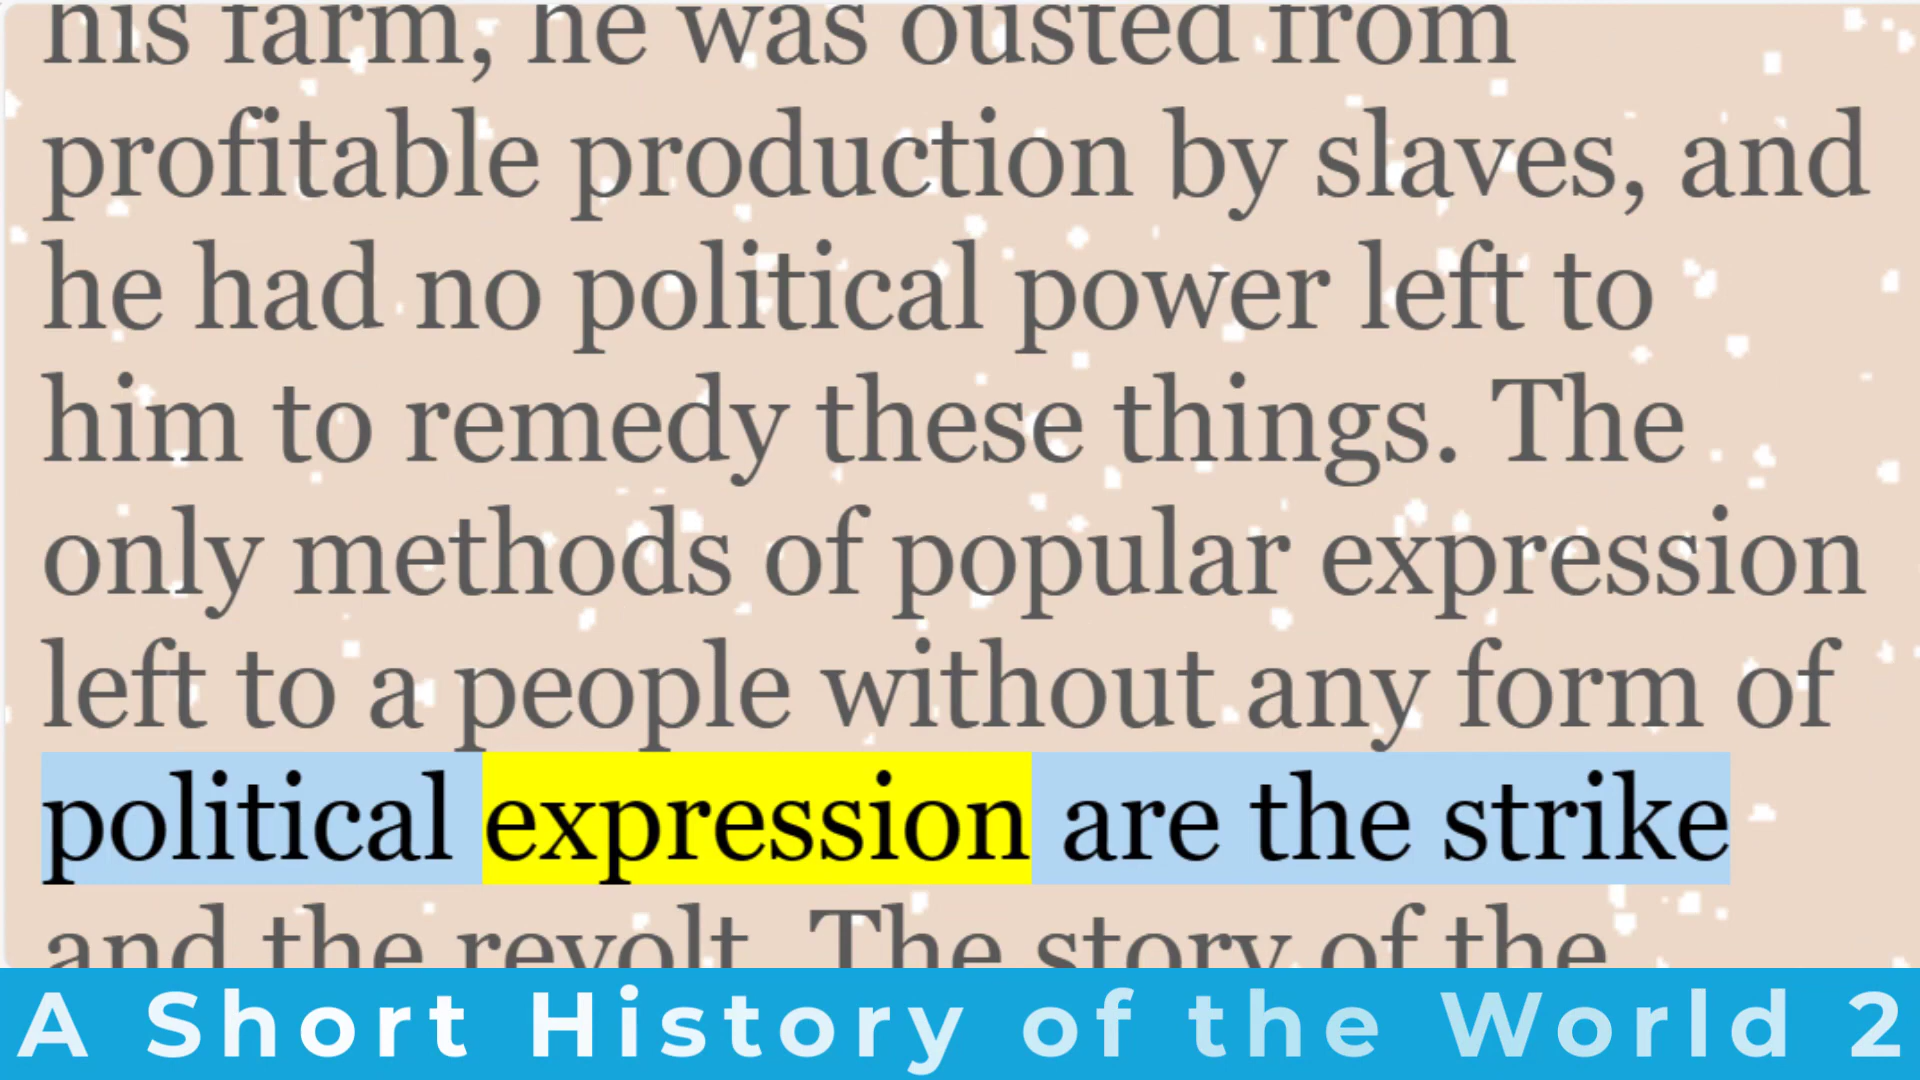 his farm, he was ousted from
profitable production by slaves, and
he had no political power left to
him to remedy these things. The
only methods of popular expression
left to a people without any form of
political expression are the strike
and the revolt. The story of the
A Short History of the World 2